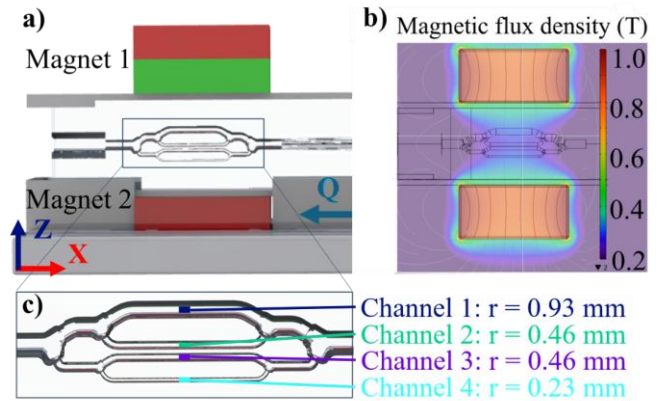 a)
Magnet 1
Magnet 2
Z
X
Q
b)
Magnetic flux density (T)
1.0
0.8
0.6
0.4
0.2
c)
Channel 1: r = 0.93 mm
Channel 2: r = 0.46 mm
Channel 3: r = 0.46 mm
Channel 4: r = 0.23 mm